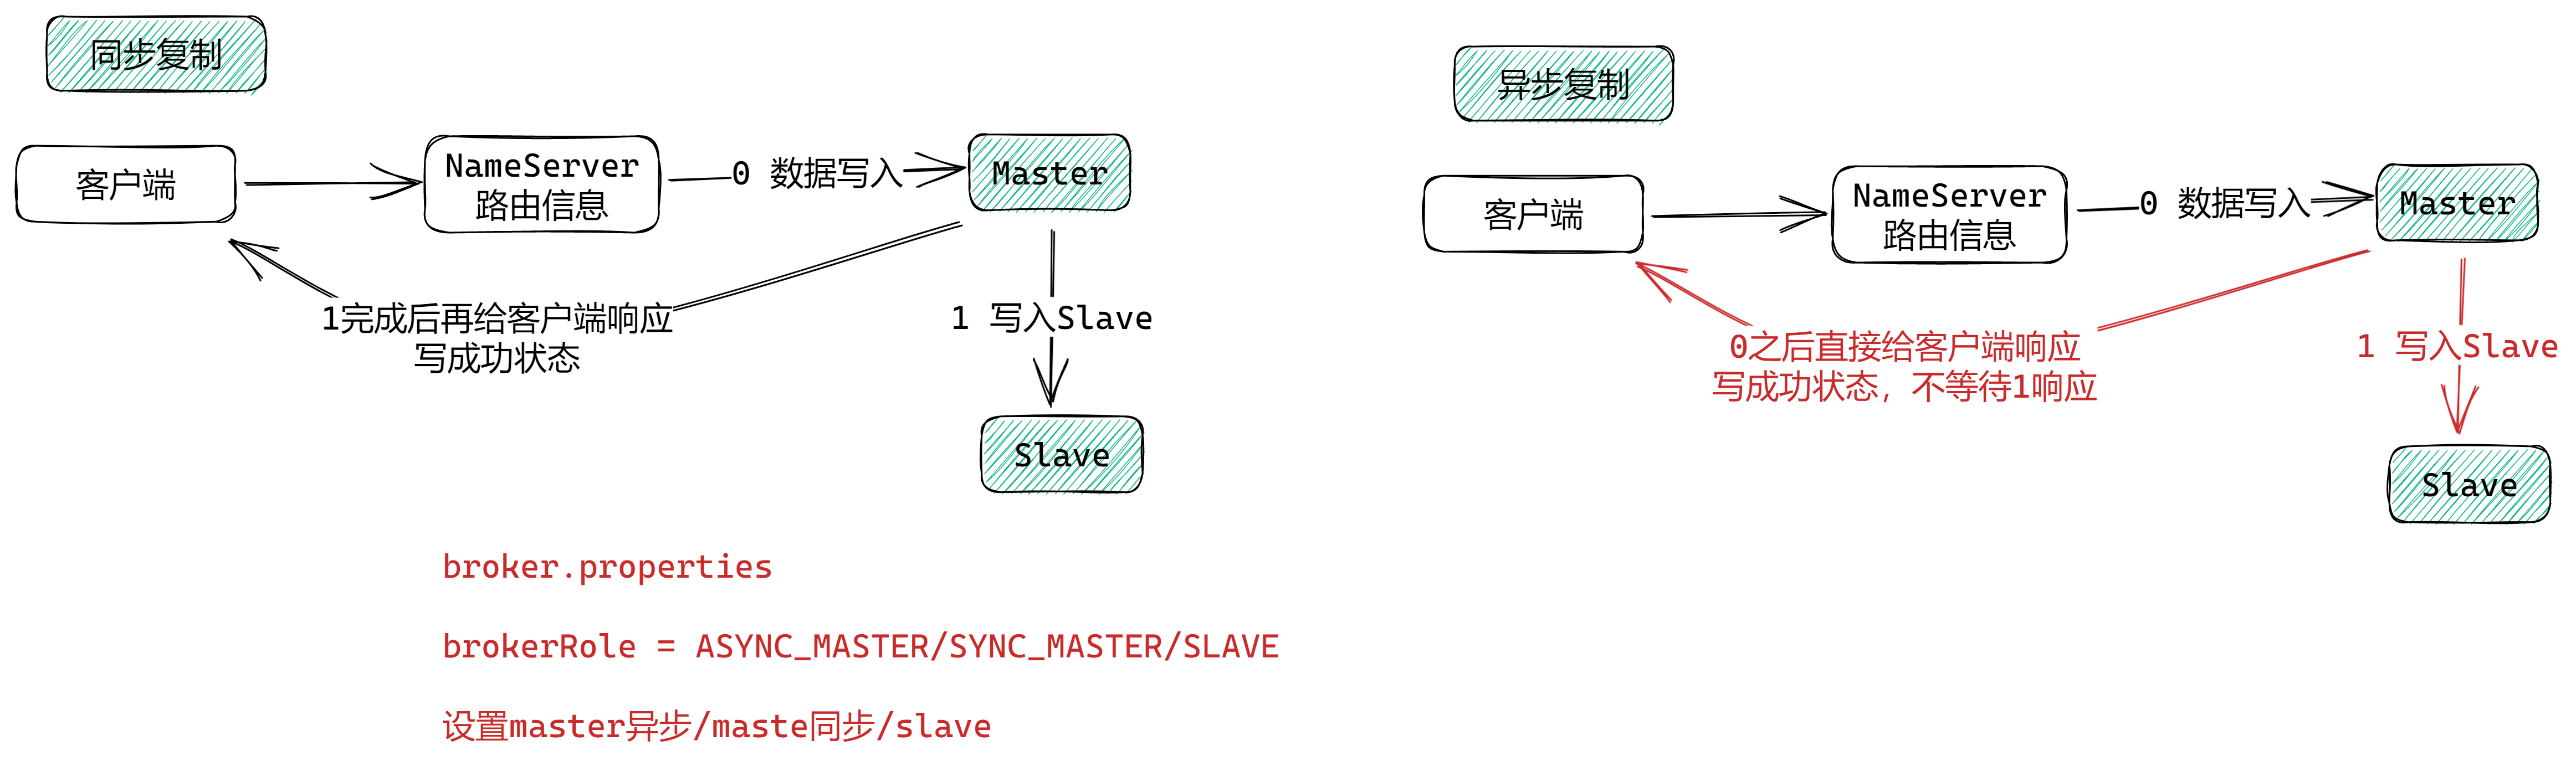 同步复制
客户端
NameServer
路由信息
0 数据写入
Master
1完成后再给客户端响应
写成功状态
1 写入Slave
Slave
异步复制
客户端
NameServer
路由信息
0 数据写入
Master
0之后直接给客户端响应
写成功状态，不等待1响应
1 写入Slave
Slave
broker.properties
brokerRole = ASYNC_MASTER/SYNC_MASTER/SLAVE
设置master异步/maste同步/slave